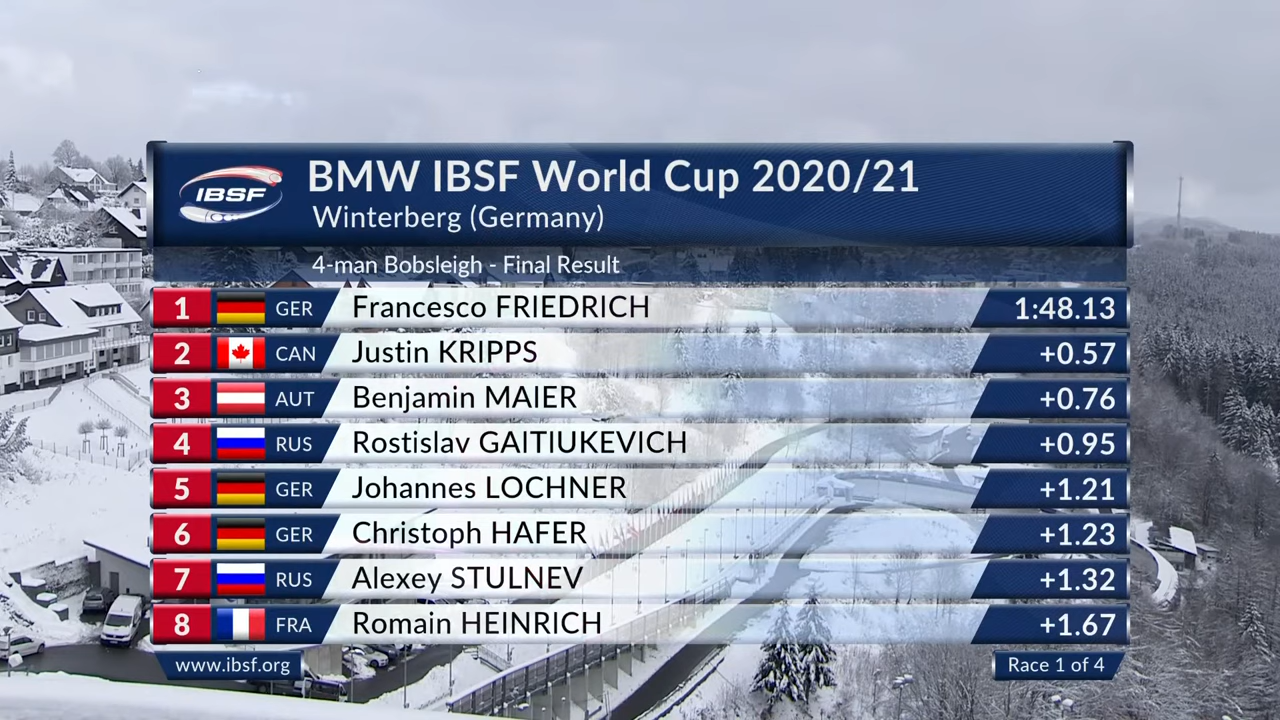 IBSF
BMW IBSF World Cup 2020/21
Winterberg (Germany)
4-man Bobsleigh - Final Result
1 GER Francesco FRIEDRICH 1:48.13
2 CAN Justin KRIPPS +0.57
3 AUT Benjamin MAIER +0.76
4 RUS Rostislav GAITIUKEVICH +0.95
5 GER Johannes LOCHNER +1.21
6 GER Christoph HAFER +1.23
7 RUS Alexey STULNEV +1.32
8 FRA Romain HEINRICH +1.67
www.ibsf.org Race 1 of 4